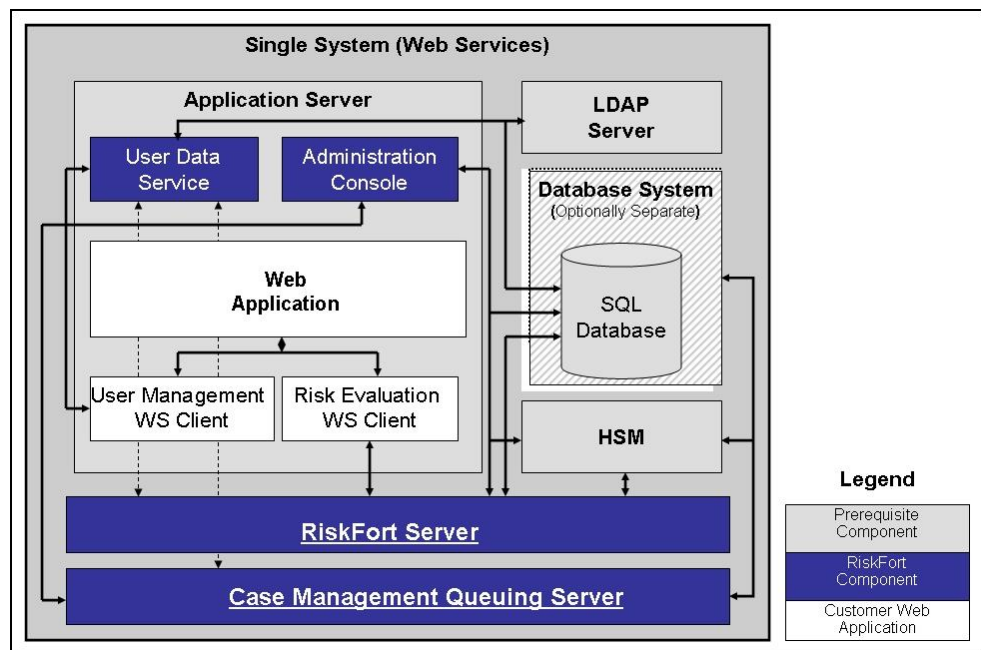 Single System (Web Services)
Application Server
User Data
Service
Administration
Console
Web
Application
User Management
WS Client
Risk Evaluation
WS Client
LDAP
Server
Database System
(Optionally Separate)
SQL
Database
HSM
RiskFort Server
Case Management Queuing Server
Legend
Prerequisite
Component
RiskFort
Component
Customer Web
Application